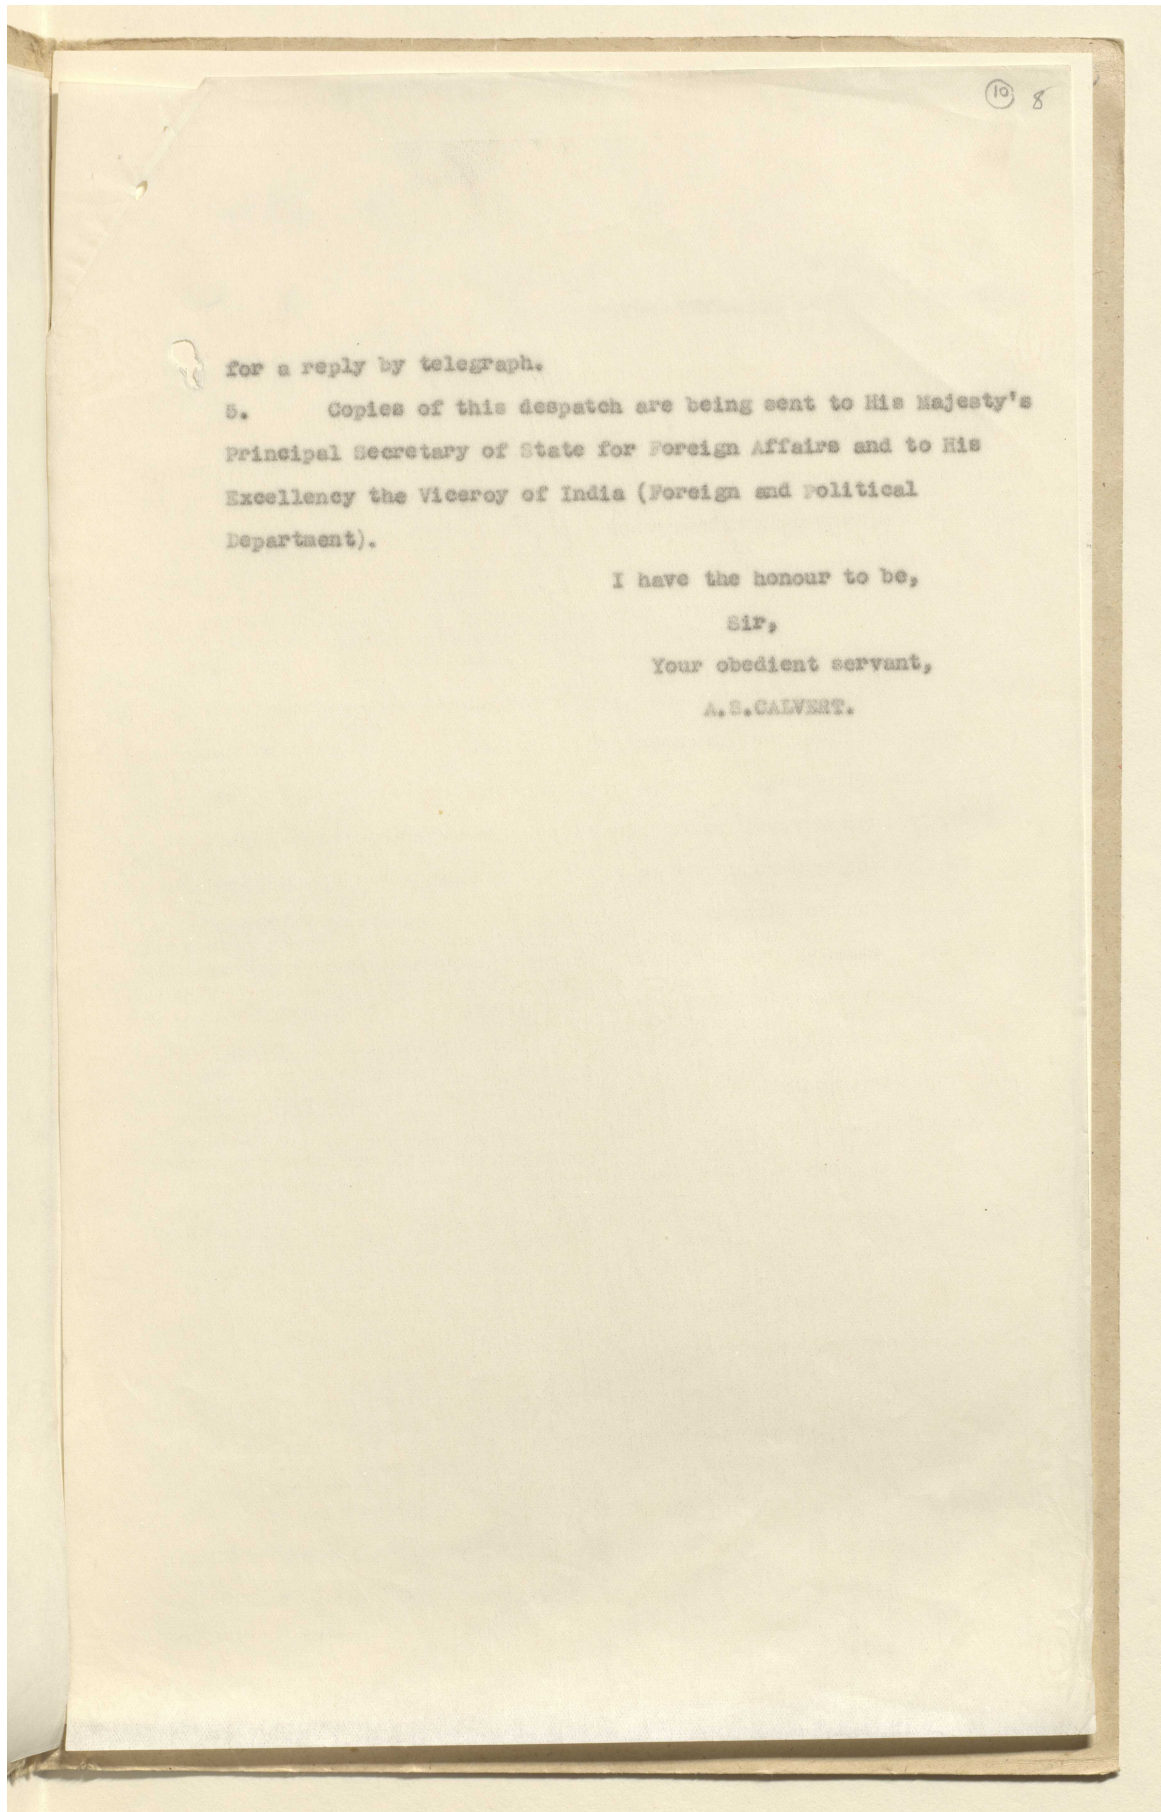 10 8
for a reply by telegraph.
5. Copies of this despatch are being sent to His Majesty's
Principal Secretary of State for Foreign Affairs and to His
Excellency the Viceroy of India (Foreign and Political
Department).
I have the honour to be,
Sir,
Your obedient servant,
A.S.CALVERT.